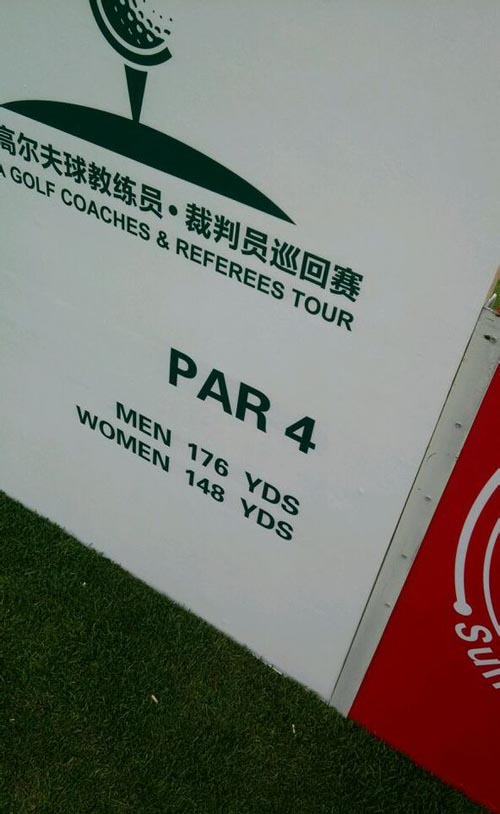 高尔夫球教练员·裁判员巡回赛
A GOLF COACHES & REFEREES TOUR
PAR 4
MEN 176 YDS
WOMEN 148 YDS
Sun